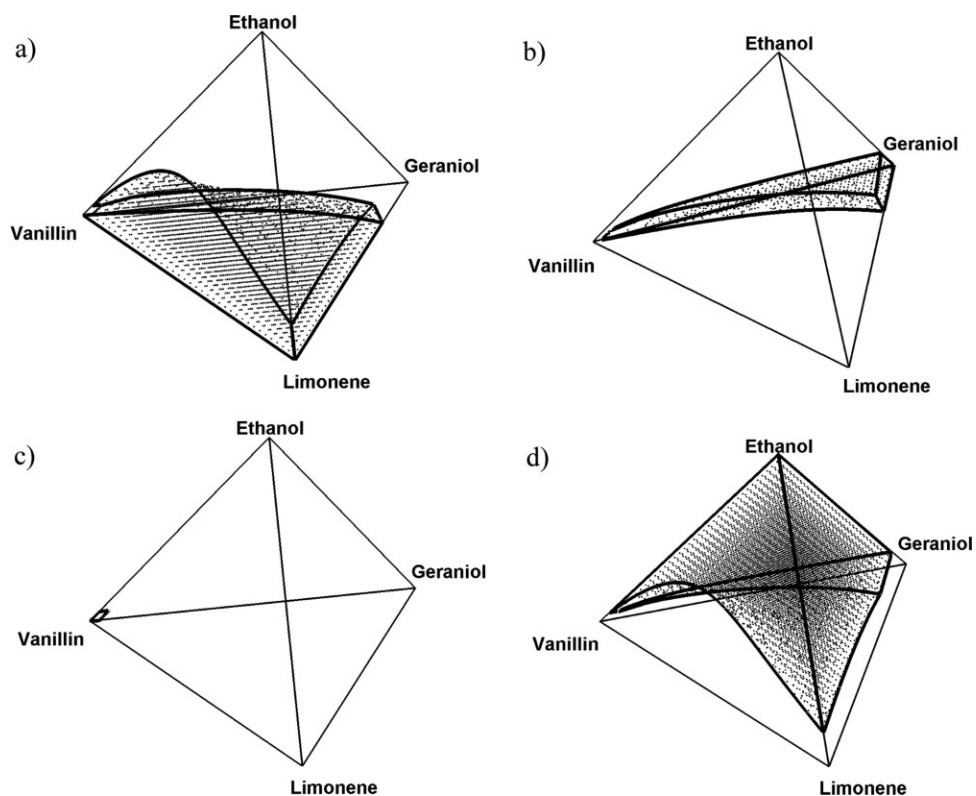 a)
Ethanol
Geraniol
Vanillin
Limonene
b)
Ethanol
Geraniol
Vanillin
Limonene
c)
Ethanol
Geraniol
Vanillin
Limonene
d)
Ethanol
Geraniol
Vanillin
Limonene